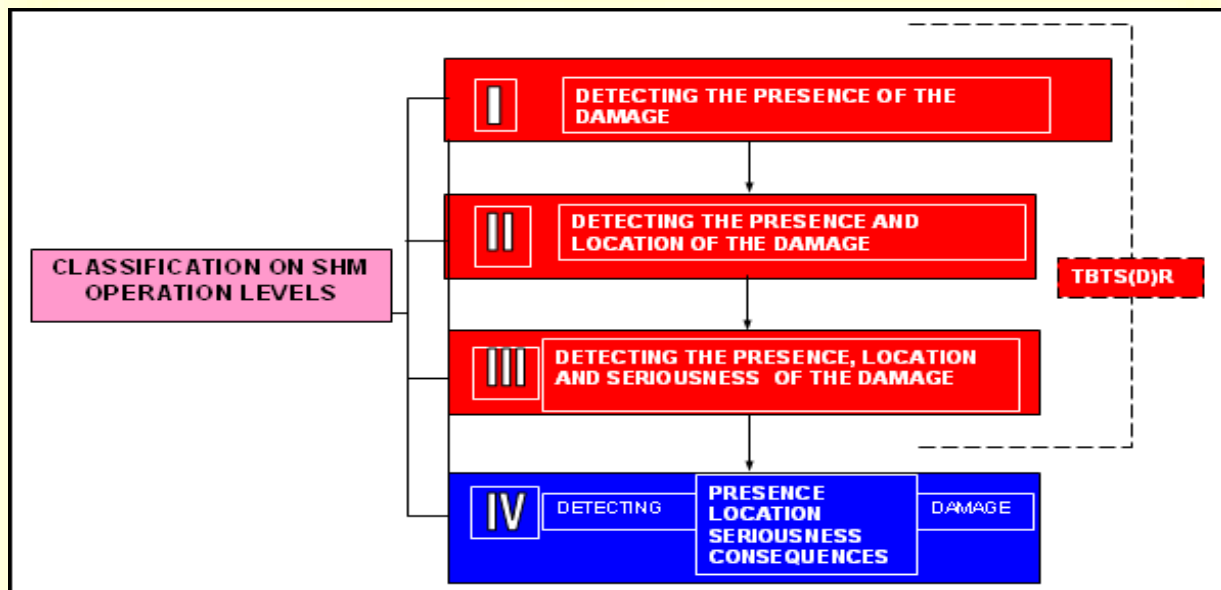 CLASSIFICATION ON SHM
OPERATION LEVELS
I
DETECTING THE PRESENCE OF THE
DAMAGE
II
DETECTING THE PRESENCE AND
LOCATION OF THE DAMAGE
III
DETECTING THE PRESENCE, LOCATION
AND SERIOUSNESS OF THE DAMAGE
IV
DETECTING
PRESENCE
LOCATION
SERIOUSNESS
CONSEQUENCES
DAMAGE
TBTS(D)R